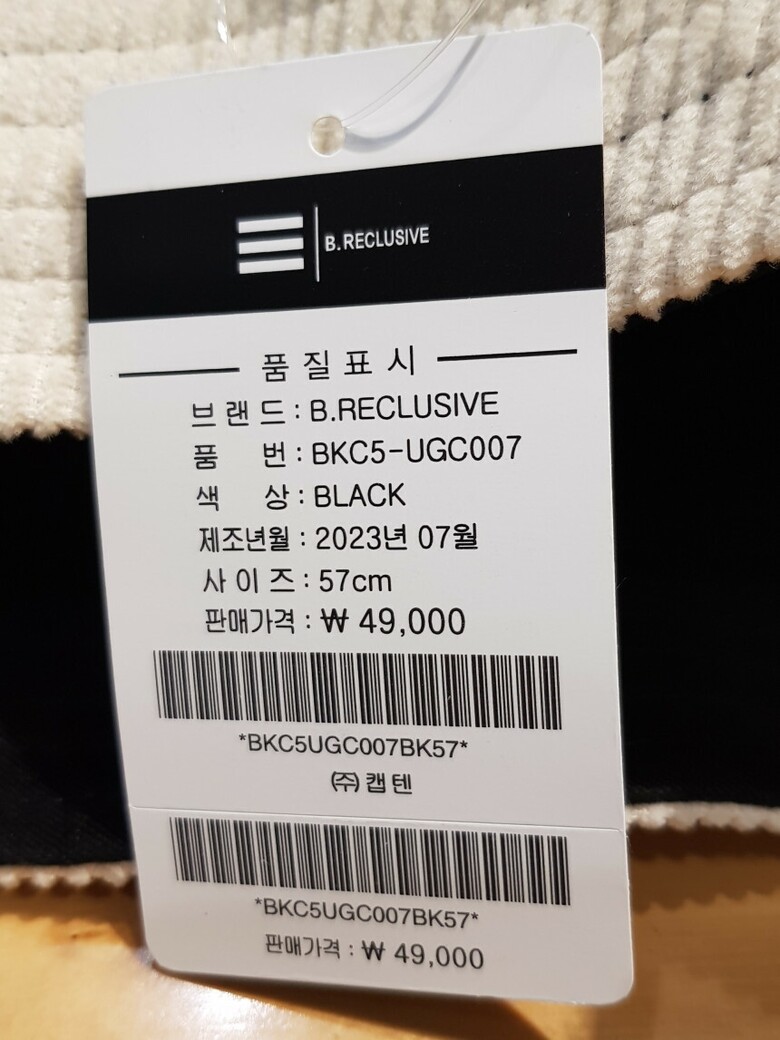 B.RECLUSIVE
품질표시
브랜드 : B.RECLUSIVE
품 번 : BKC5-UGC007
색 상 : BLACK
제조년월 : 2023년 07월
사이즈 : 57cm
판매가격 : ₩ 49,000
*BKC5UGC007BK57*
㈜캡텐
*BKC5UGC007BK57*
판매가격 : ₩ 49,000